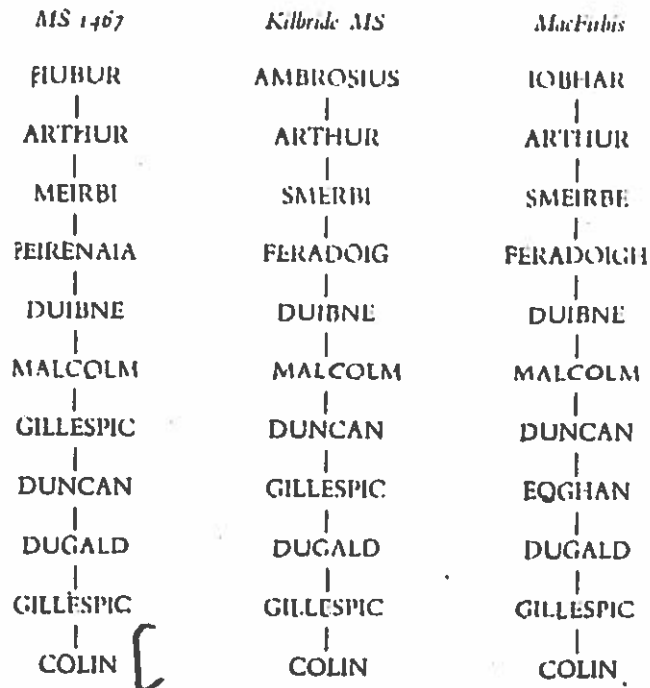 MS 1467 Kilbride MS MacFirbis
FIUBUR AMBROSIUS IOBHAR
ARTHUR ARTHUR ARTHUR
MEIRBI SMERBI SMEIRBE
FEIRENAIA FERADOIG FERADOIGH
DUIBNE DUIBNE DUIBNE
MALCOLM MALCOLM MALCOLM
GILLESPIC DUNCAN DUNCAN
DUNCAN GILLESPIC EOGHAN
DUGALD DUGALD DUGALD
GILLESPIC GILLESPIC GILLESPIC
COLIN COLIN COLIN